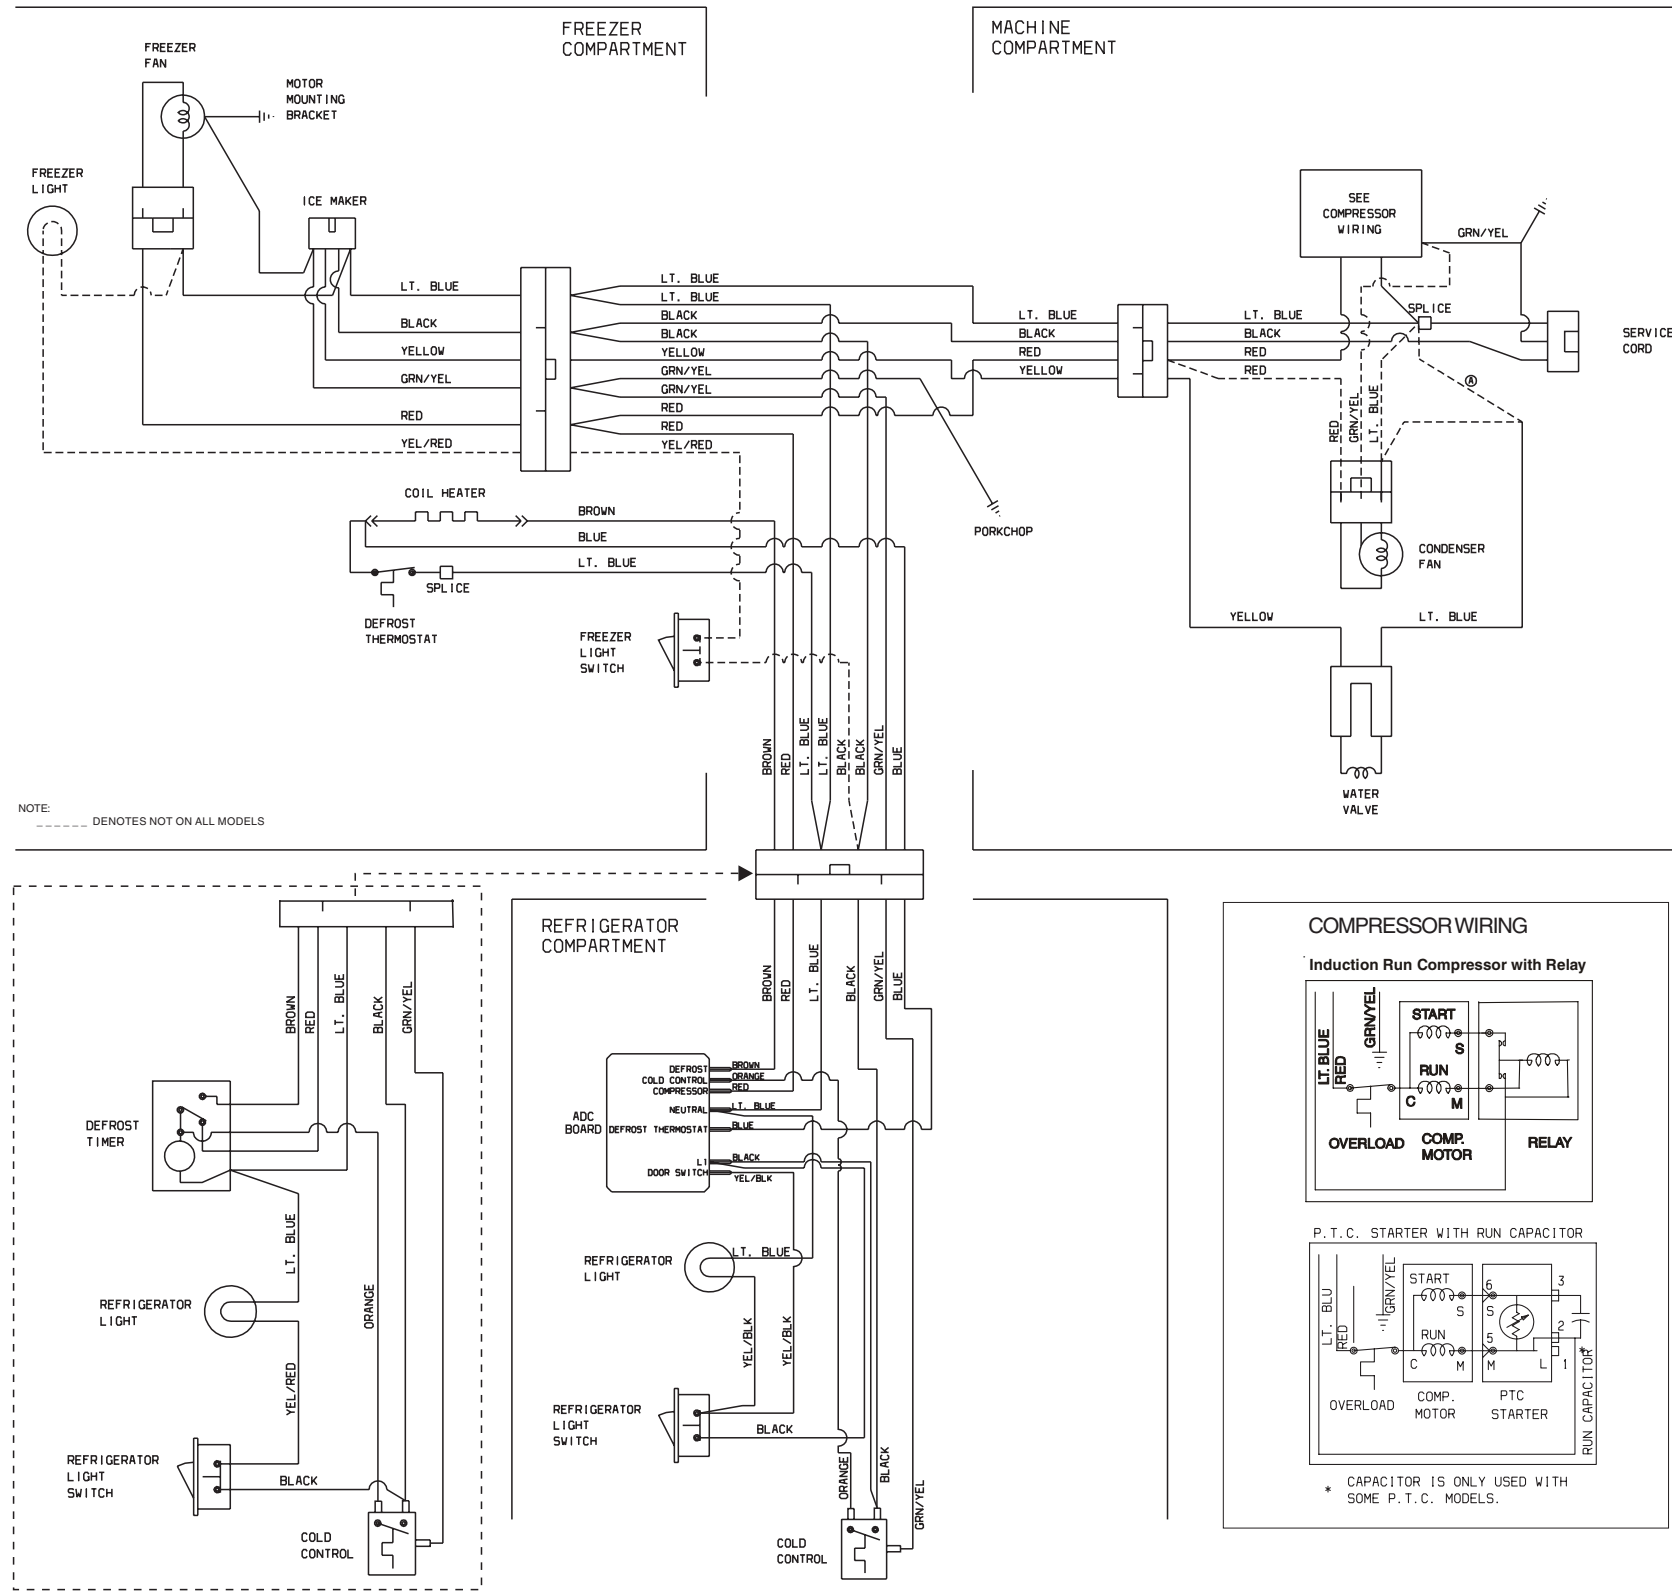 FREEZER
COMPARTMENT
MACHINE
COMPARTMENT
FREEZER
FAN
MOTOR
MOUNTING
BRACKET
FREEZER
LIGHT
ICE MAKER
LT. BLUE
BLACK
YELLOW
GRN/YEL
RED
YEL/RED
LT. BLUE
LT. BLUE
BLACK
BLACK
YELLOW
GRN/YEL
GRN/YEL
RED
RED
YEL/RED
LT. BLUE
BLACK
RED
YELLOW
SEE
COMPRESSOR
WIRING
GRN/YEL
SPLICE
LT. BLUE
BLACK
RED
RED
SERVICE
CORD
A
RED
GRN/YEL
LT. BLUE
CONDENSER
FAN
YELLOW
LT. BLUE
WATER
VALVE
PORKCHOP
COIL HEATER
BROWN
BLUE
LT. BLUE
SPLICE
DEFROST
THERMOSTAT
FREEZER
LIGHT
SWITCH
BROWN
RED
LT. BLUE
LT. BLUE
BLACK
BLACK
GRN/YEL
BLUE
NOTE:
______ DENOTES NOT ON ALL MODELS
BROWN
RED
LT. BLUE
BLACK
GRN/YEL
DEFROST
TIMER
LT. BLUE
ORANGE
REFRIGERATOR
LIGHT
YEL/RED
REFRIGERATOR
LIGHT
SWITCH
BLACK
COLD
CONTROL
REFRIGERATOR
COMPARTMENT
BROWN
RED
LT. BLUE
BLACK
GRN/YEL
BLUE
ADC
BOARD
DEFROST
COLD CONTROL
COMPRESSOR
NEUTRAL
DEFROST THERMOSTAT
L1
DOOR SWITCH
BROWN
ORANGE
RED
LT. BLUE
BLUE
BLACK
YEL/BLK
REFRIGERATOR
LIGHT
LT. BLUE
YEL/BLK
YEL/BLK
REFRIGERATOR
LIGHT
SWITCH
BLACK
ORANGE
BLACK
GRN/YEL
COLD
CONTROL
COMPRESSOR WIRING
Induction Run Compressor with Relay
LT. BLUE
RED
GRN/YEL
START
S
RUN
C
M
OVERLOAD
COMP.
MOTOR
RELAY
P.T.C. STARTER WITH RUN CAPACITOR
LT. BLU
RED
GRN/YEL
START
S
RUN
C
M
6
S
5
M
3
2
L
1
*
RUN CAPACITOR
OVERLOAD
COMP.
MOTOR
PTC
STARTER
* CAPACITOR IS ONLY USED WITH
SOME P.T.C. MODELS.